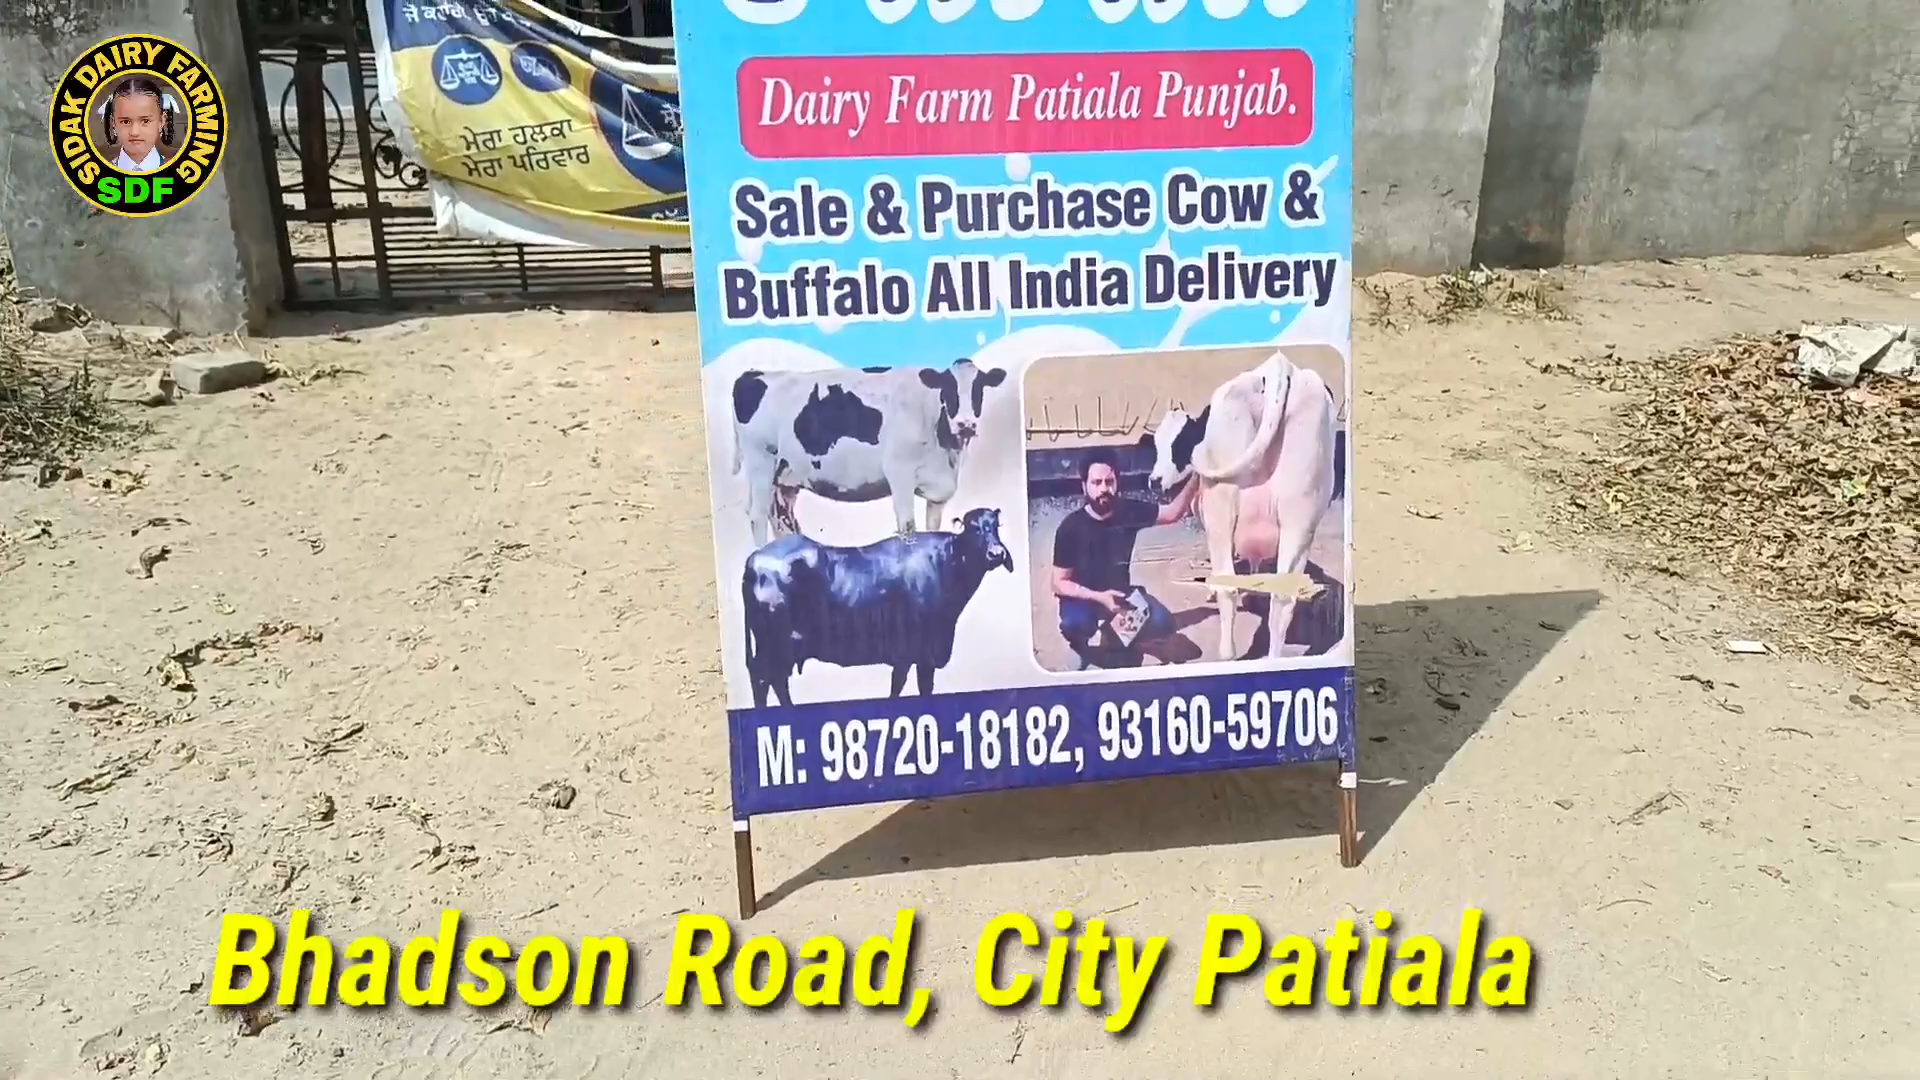 SIDAK DAIRY FARMING
SDF
ਮੇਰਾ ਹਲਕਾ
ਮੇਰਾ ਪਰਿਵਾਰ
Dairy Farm Patiala Punjab.
Sale & Purchase Cow &
Buffalo All India Delivery
M: 98720-18182, 93160-59706
Bhadson Road, City Patiala